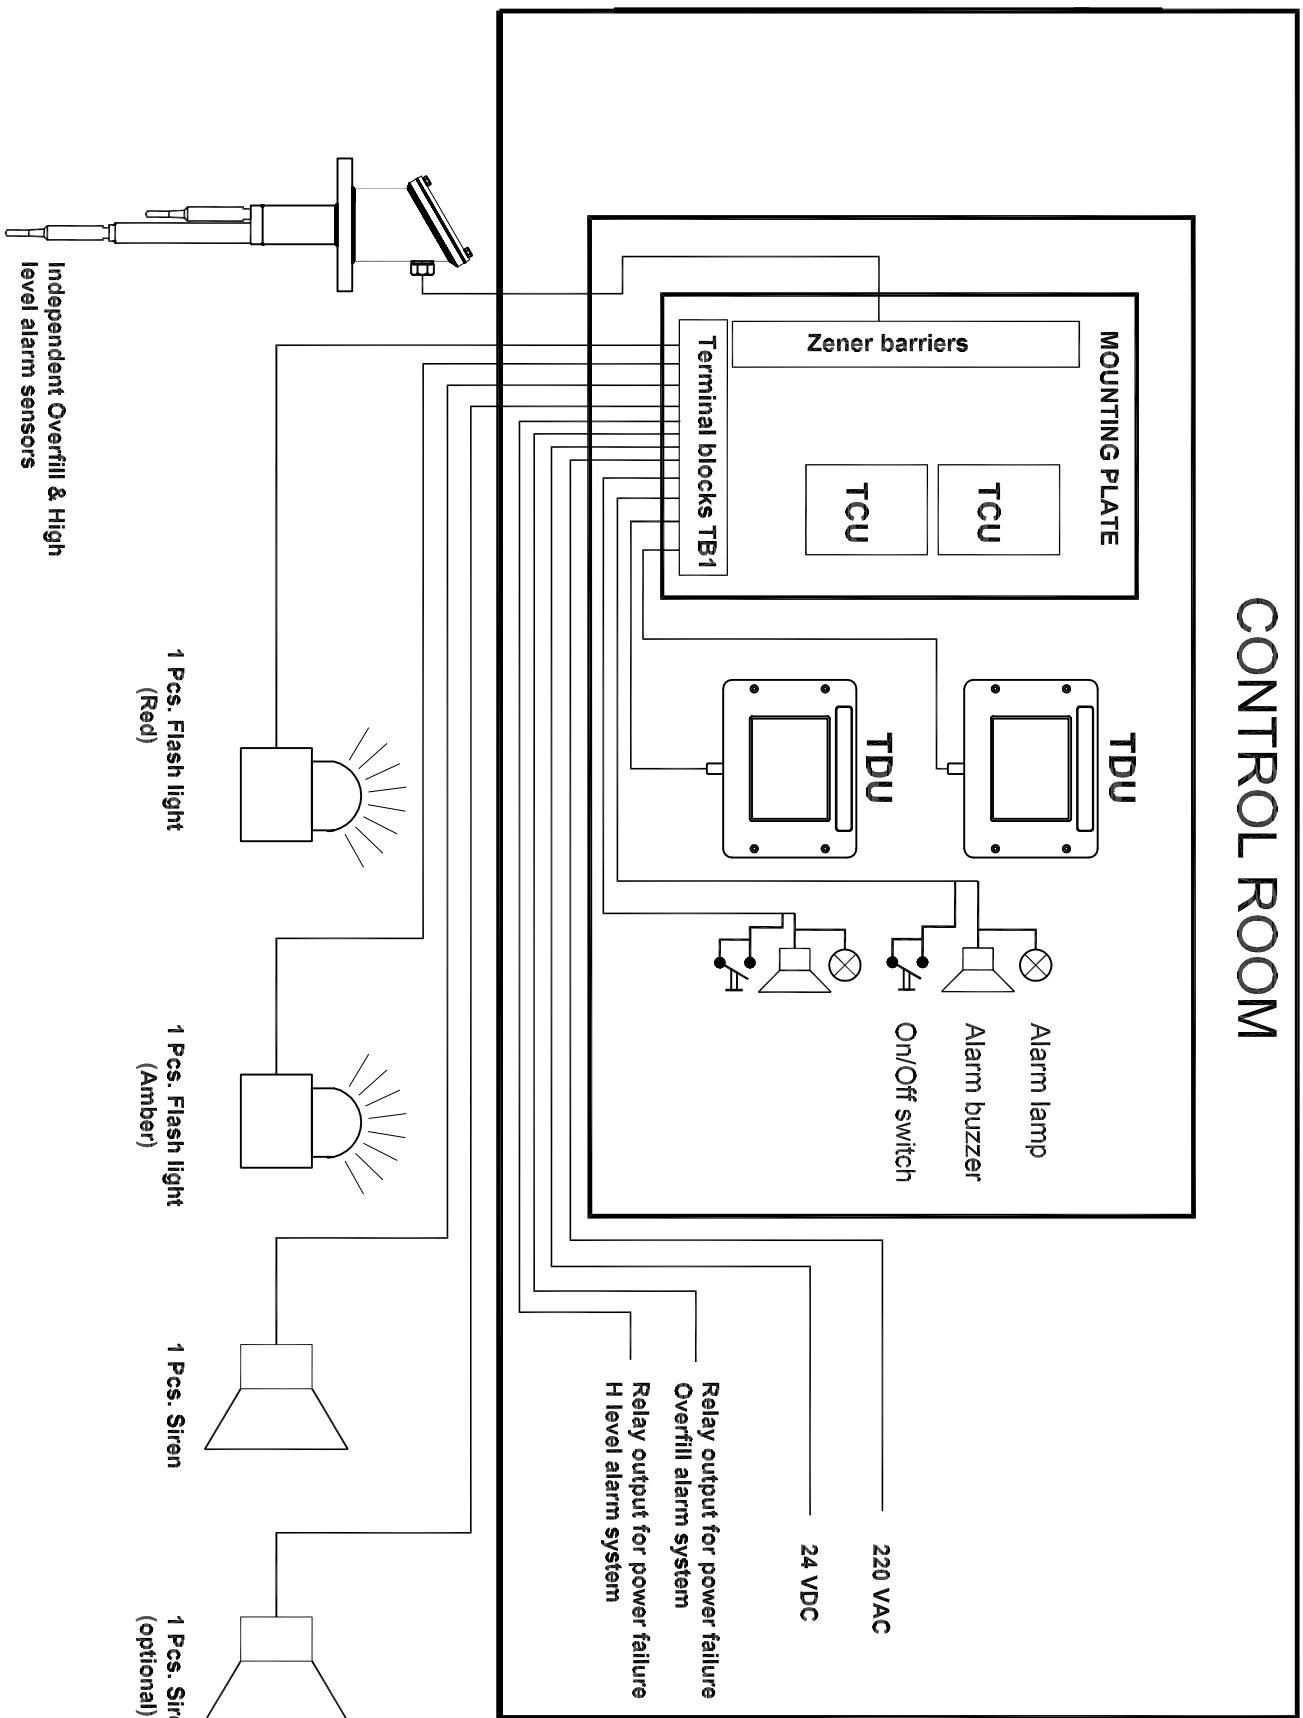 CONTROL ROOM
MOUNTING PLATE
TCU
TCU
Zener barriers
Terminal blocks TB1
TDU
TDU
Alarm lamp
Alarm buzzer
On/Off switch
220 VAC
24 VDC
Relay output for power failure
Overfill alarm system
Relay output for power failure
H level alarm system
Independent Overfill & High
level alarm sensors
1 Pcs. Flash light
(Red)
1 Pcs. Flash light
(Amber)
1 Pcs. Siren
1 Pcs.
(optional)